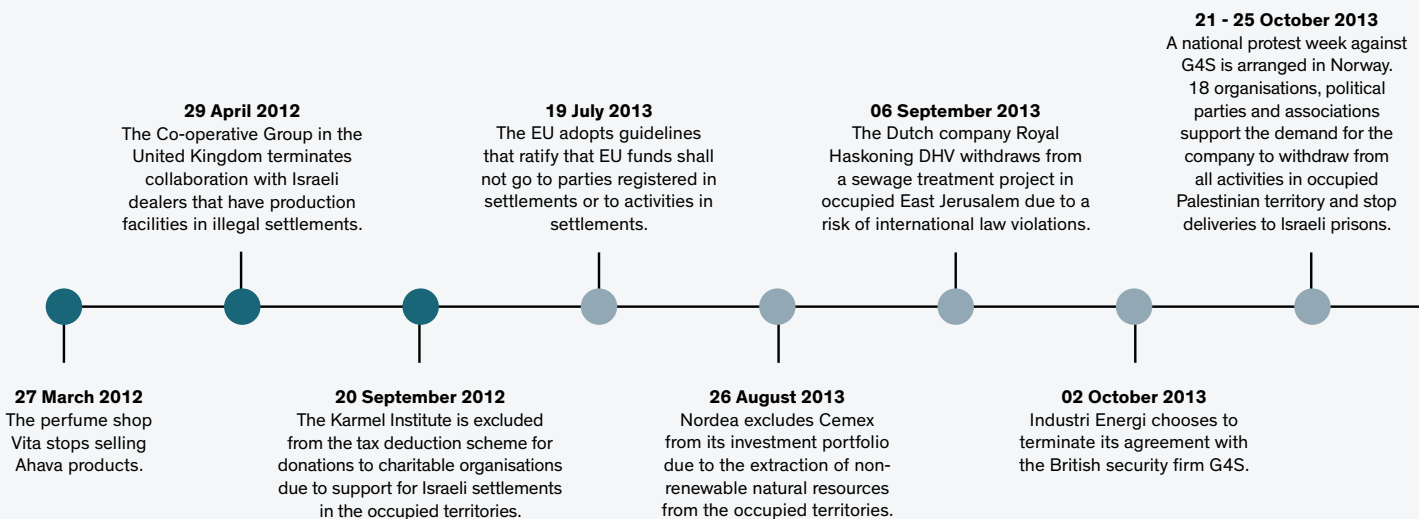 27 March 2012
The perfume shop
Vita stops selling
Ahava products.
29 April 2012
The Co-operative Group in the
United Kingdom terminates
collaboration with Israeli
dealers that have production
facilities in illegal settlements.
20 September 2012
The Karmel Institute is excluded
from the tax deduction scheme for
donations to charitable organisations
due to support for Israeli settlements
in the occupied territories.
19 July 2013
The EU adopts guidelines
that ratify that EU funds shall
not go to parties registered in
settlements or to activities in
settlements.
26 August 2013
Nordea excludes Cemex
from its investment portfolio
due to the extraction of non-
renewable natural resources
from the occupied territories.
06 September 2013
The Dutch company Royal
Haskoning DHV withdraws from
a sewage treatment project in
occupied East Jerusalem due to a
risk of international law violations.
02 October 2013
Industri Energi chooses to
terminate its agreement with
the British security firm G4S.
21 - 25 October 2013
A national protest week against
G4S is arranged in Norway.
18 organisations, political
parties and associations
support the demand for the
company to withdraw from
all activities in occupied
Palestinian territory and stop
deliveries to Israeli prisons.